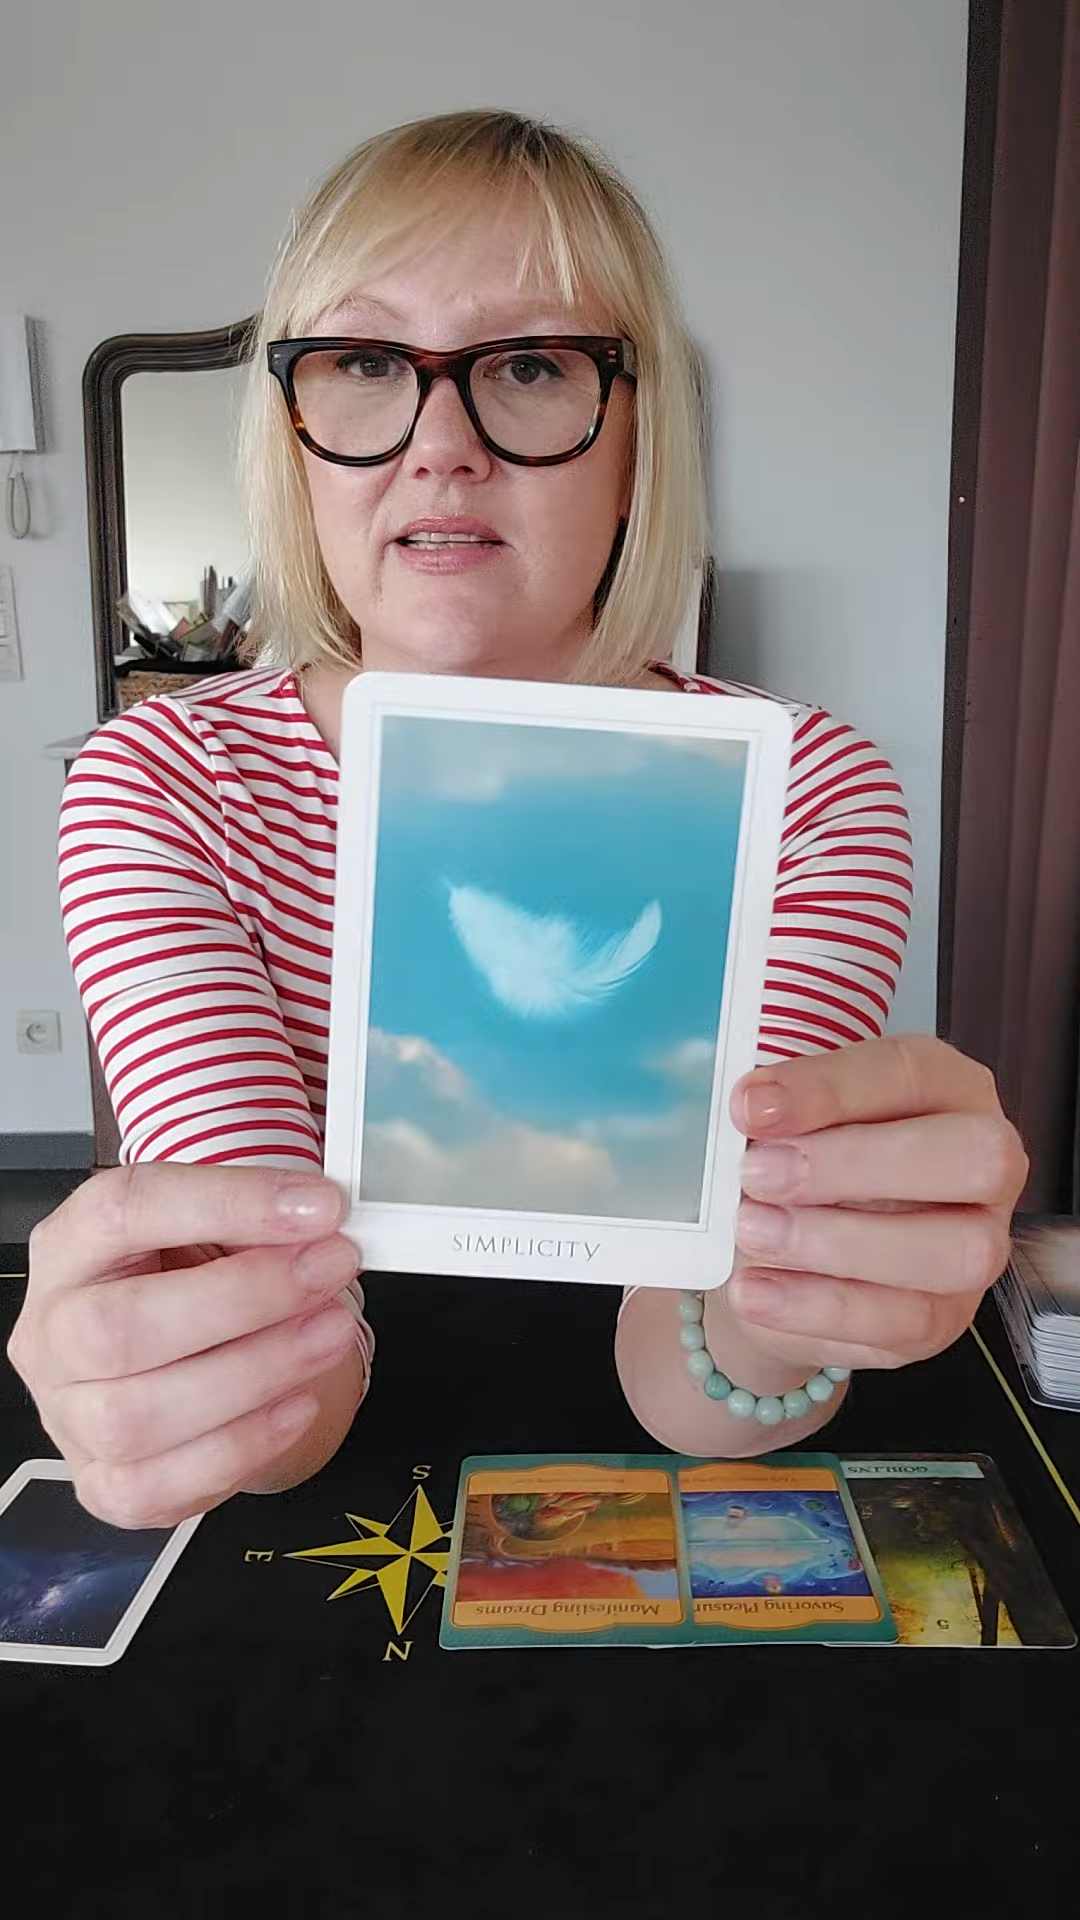 SIMPLICITY
S
E
N
GOBLINS
5
Manifesting Dreams
Savoring Pleasur